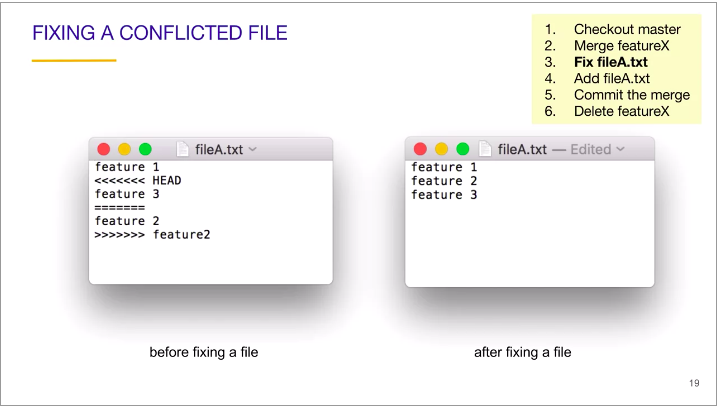 FIXING A CONFLICTED FILE
1. Checkout master
2. Merge featureX
3. Fix fileA.txt
4. Add fileA.txt
5. Commit the merge
6. Delete featureX
fileA.txt
feature 1
<<<<<<< HEAD
feature 3
=======
feature 2
>>>>>>> feature2
fileA.txt — Edited
feature 1
feature 2
feature 3
before fixing a file
after fixing a file
19